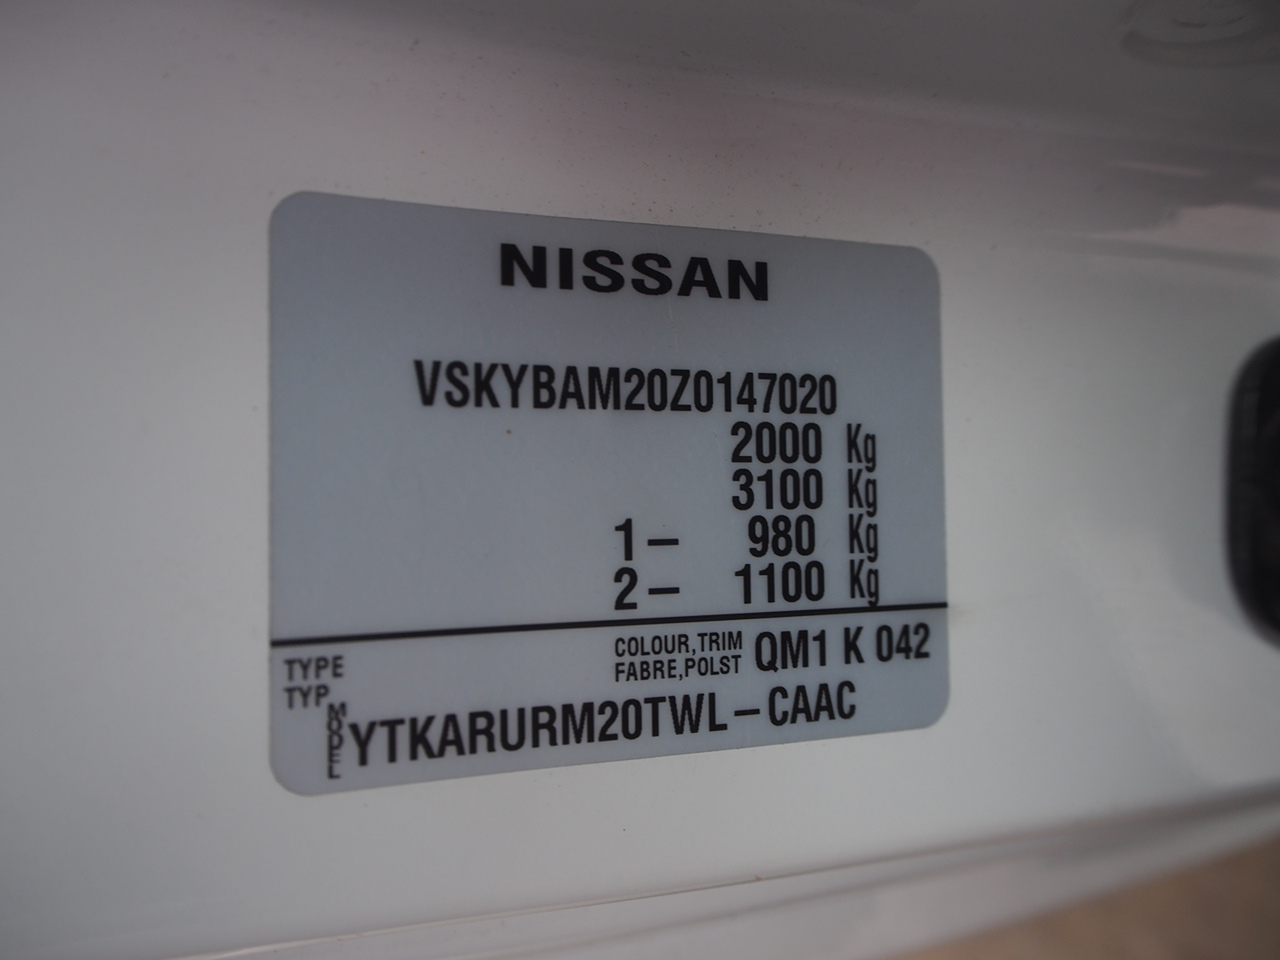 NISSAN
VSKYBAM20Z0147020
2000 Kg
3100 Kg
1– 980 Kg
2– 1100 Kg
TYPE
TYP
COLOUR,TRIM
FABRE,POLST
QM1 K 042
MODEL
YTKARURM20TWL–CAAC